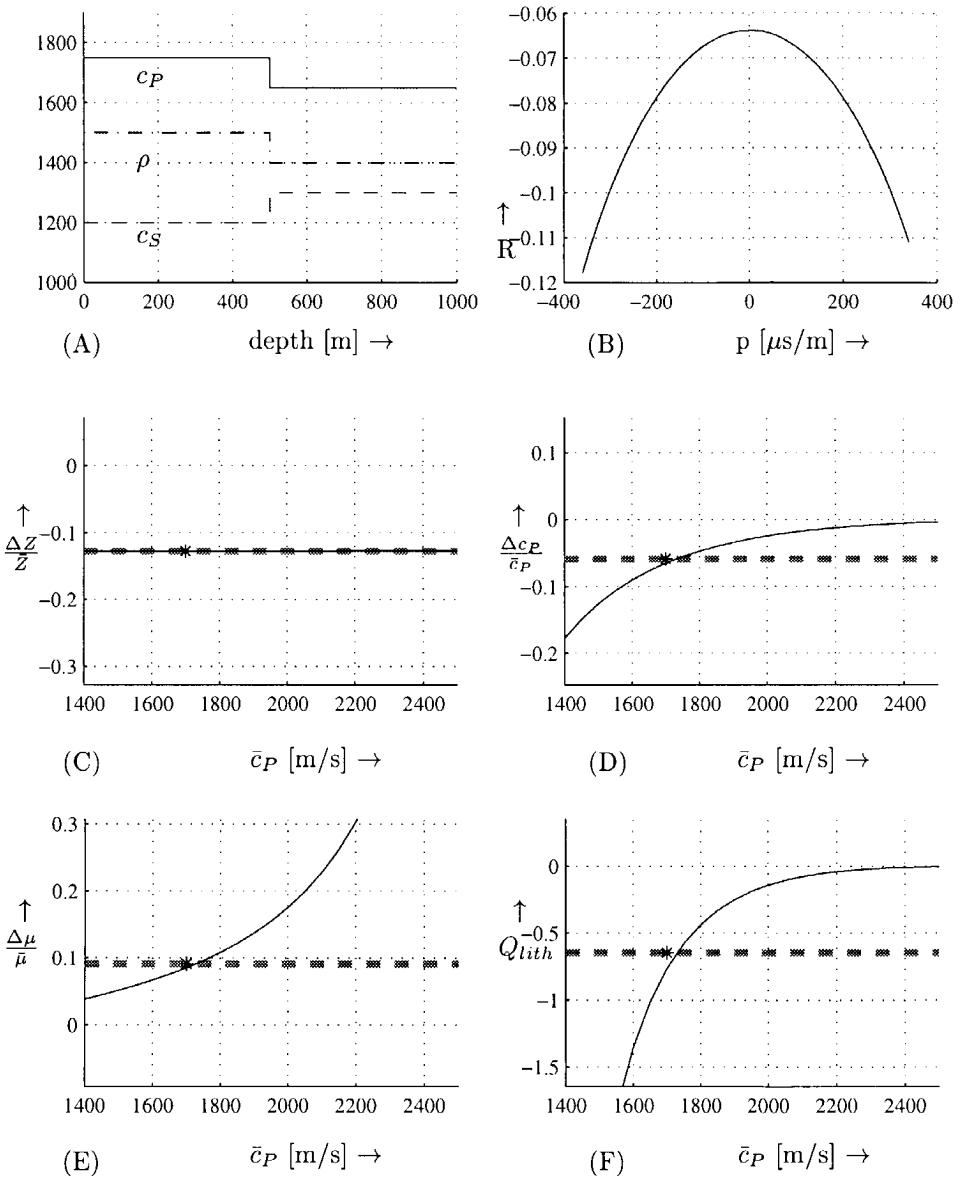 1800
1600
1400
1200
1000
c_P
ρ
c_S
0 200 400 600 800 1000
(A) depth [m] →
−0.06
−0.07
−0.08
−0.09
−0.1
−0.11
−0.12
↑
R
−400 −200 0 200 400
(B) p [μs/m] →
0
−0.1
−0.2
−0.3
↑
ΔZ/Z̄
1400 1600 1800 2000 2200 2400
(C) c̄_P [m/s] →
0.1
0
−0.1
−0.2
↑
Δc_P/c̄_P
1400 1600 1800 2000 2200 2400
(D) c̄_P [m/s] →
0.3
0.2
0.1
0
↑
Δμ/μ̄
1400 1600 1800 2000 2200 2400
(E) c̄_P [m/s] →
0
−0.5
−1
−1.5
↑
Q_lith
1400 1600 1800 2000 2200 2400
(F) c̄_P [m/s] →